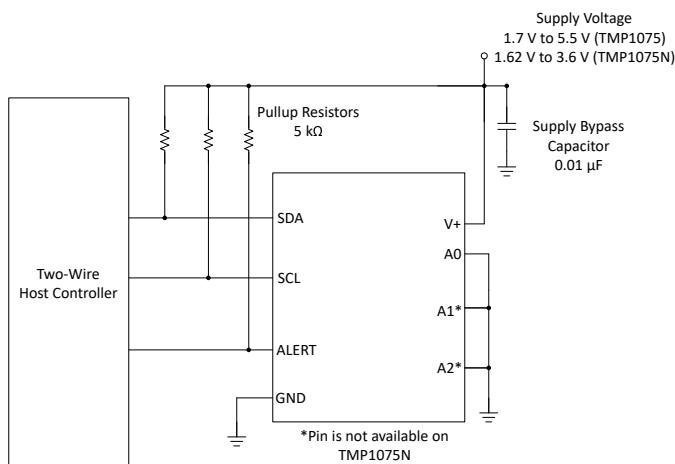 Supply Voltage
1.7 V to 5.5 V (TMP1075)
1.62 V to 3.6 V (TMP1075N)
Pullup Resistors
5 kΩ
Supply Bypass
Capacitor
0.01 µF
Two-Wire
Host Controller
SDA
SCL
ALERT
GND
V+
A0
A1*
A2*
*Pin is not available on
TMP1075N